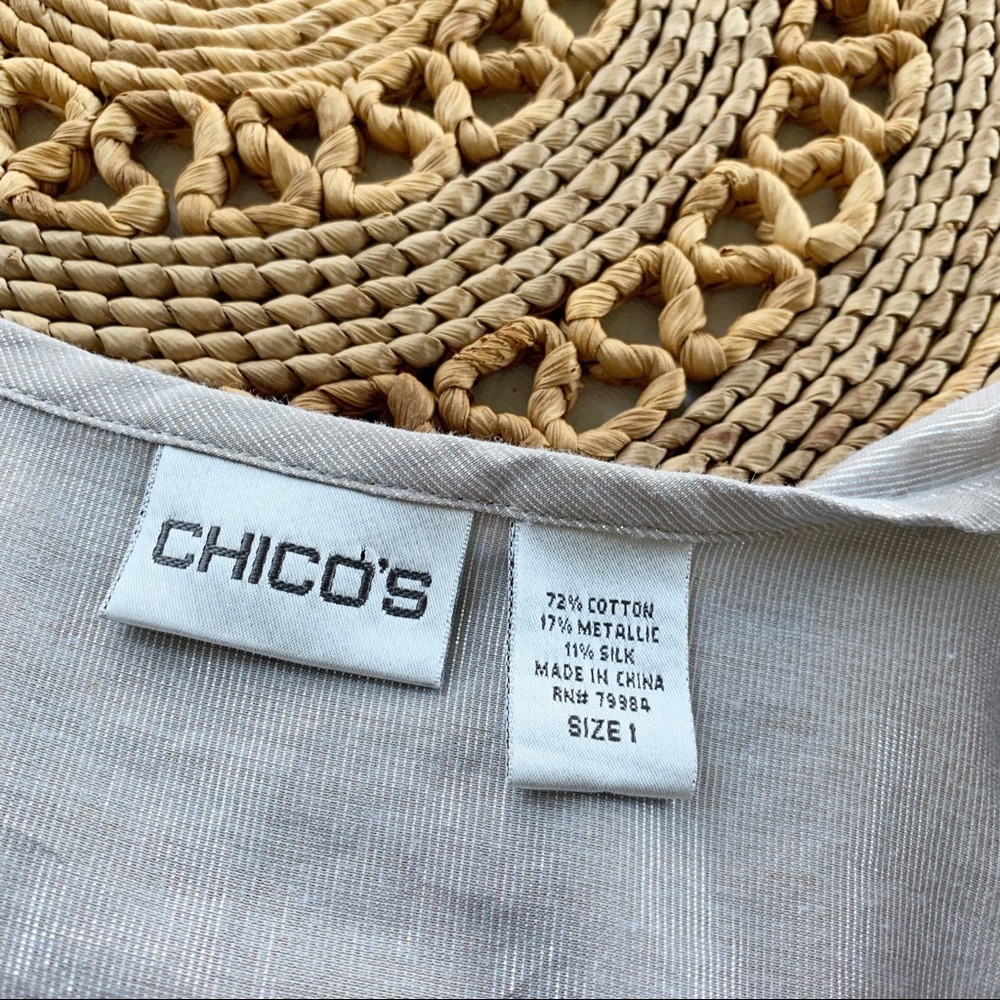 CHICO'S
72% COTTON
17% METALLIC
11% SILK
MADE IN CHINA
RN# 79984
SIZE 1